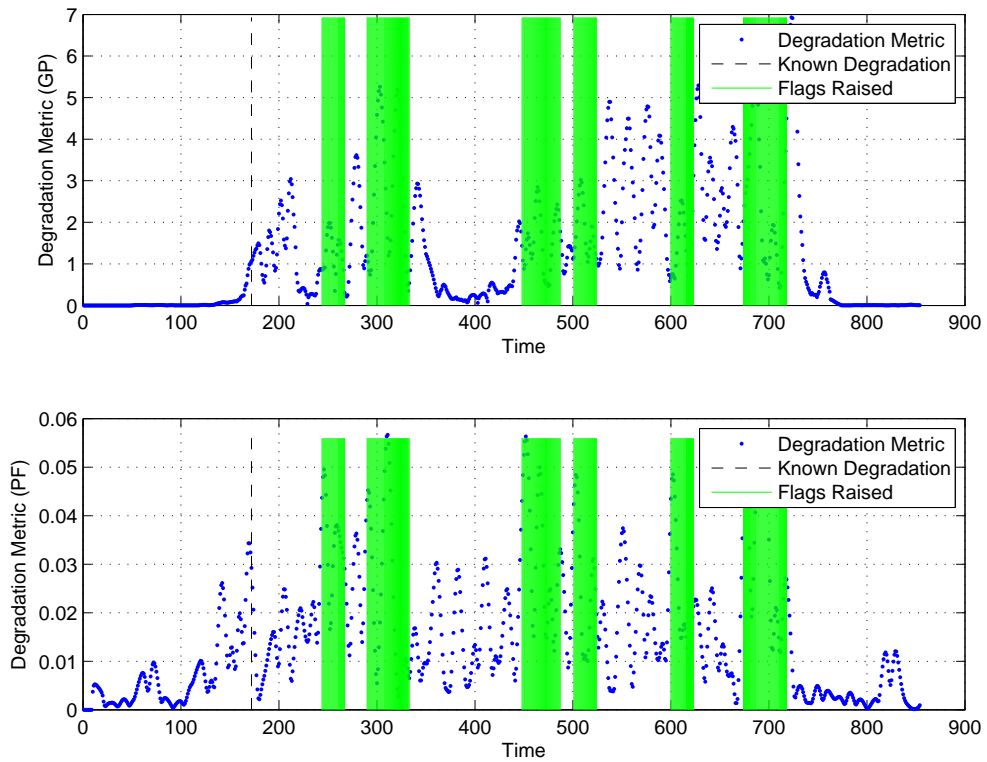 7
6
5
4
3
2
1
0
Degradation Metric (GP)
Degradation Metric
Known Degradation
Flags Raised
0 100 200 300 400 500 600 700 800 900
Time
0.06
0.05
0.04
0.03
0.02
0.01
0
Degradation Metric (PF)
Degradation Metric
Known Degradation
Flags Raised
0 100 200 300 400 500 600 700 800 900
Time